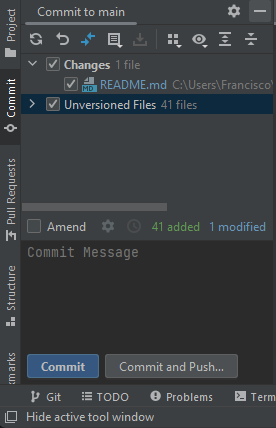 Commit to main
Project
Commit
Pull Requests
Structure
Changes 1 file
MD README.md C:\Users\Francisco\
Unversioned Files 41 files
Amend 41 added 1 modified
Commit Message
Commit Commit and Push...
Git TODO Problems Term
Hide active tool window